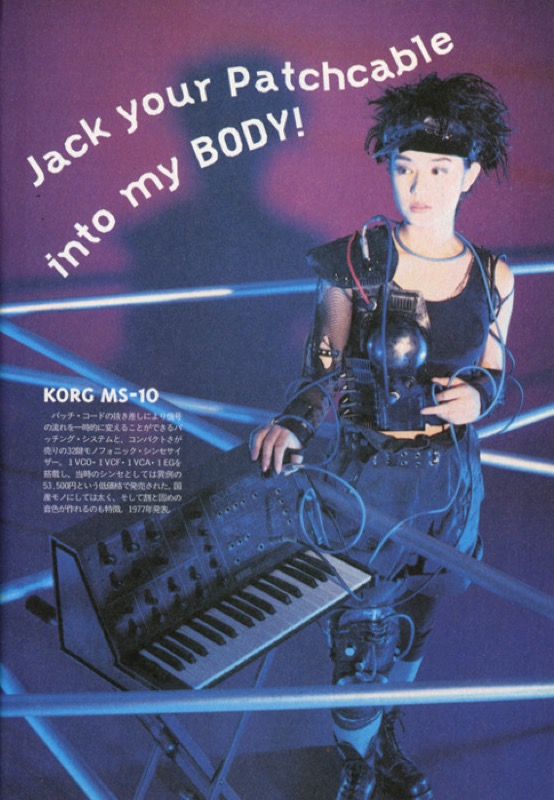 Jack your Patchcable
into my BODY!
KORG MS-10
パッチ・コードの抜き差しにより信号
の流れを一時的に変えることができるパ
ッチング・システムと、コンパクトさが
売りの32鍵モノフォニック・シンセサイ
ザー。1VCO・1VCF・1VCA・1EGを
搭載し、当時のシンセとしては異例の
53,500円という低価格で発売された。国
産モノにしては太く、そして割と固めの
音色が作れるのも特徴。1977年発表。